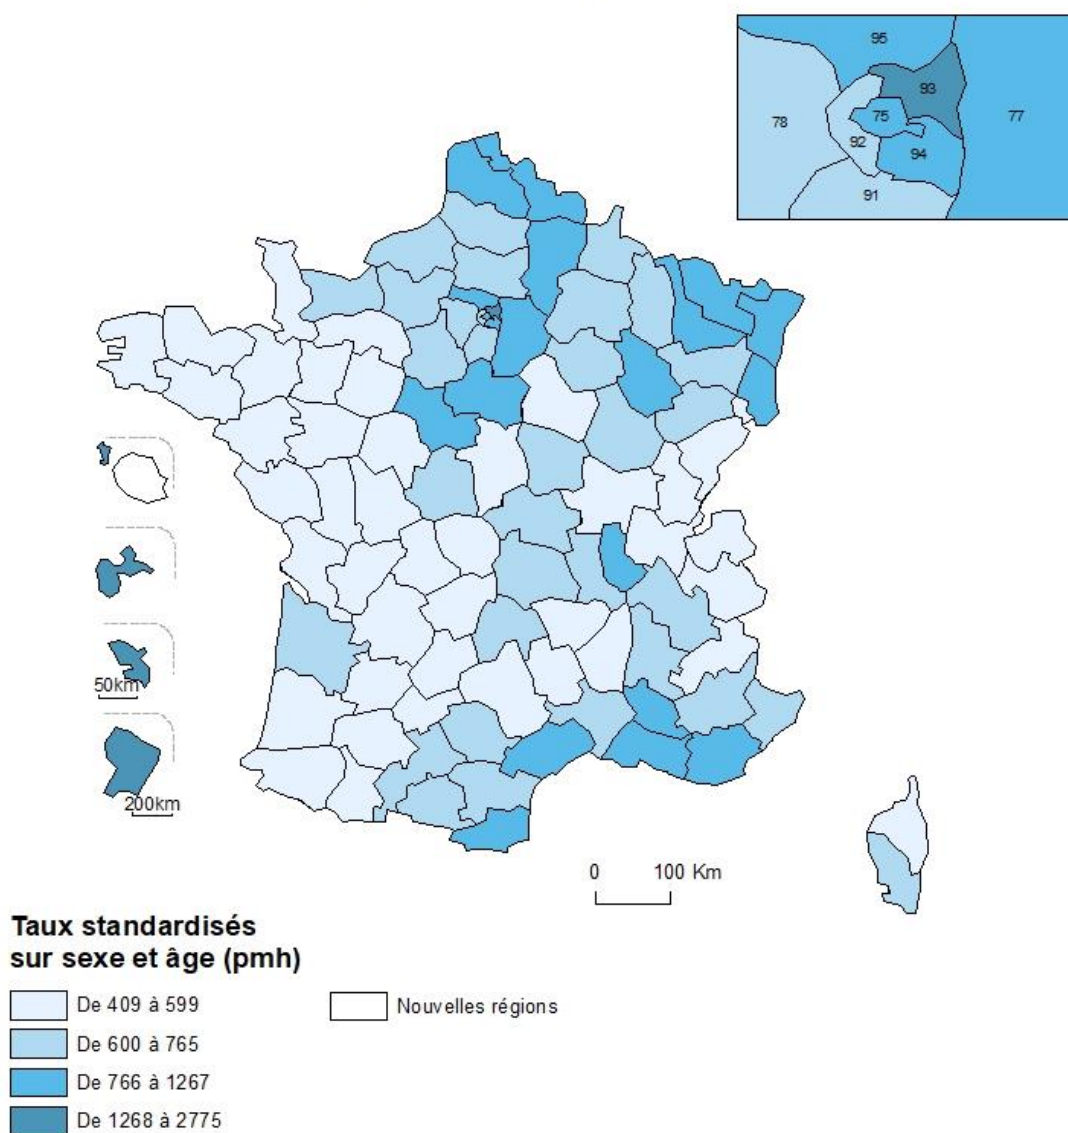 95
93
78
75
77
92
94
91
50km
200km
0 100 Km
Taux standardisés
sur sexe et âge (pmh)
De 409 à 599
Nouvelles régions
De 600 à 765
De 766 à 1267
De 1268 à 2775